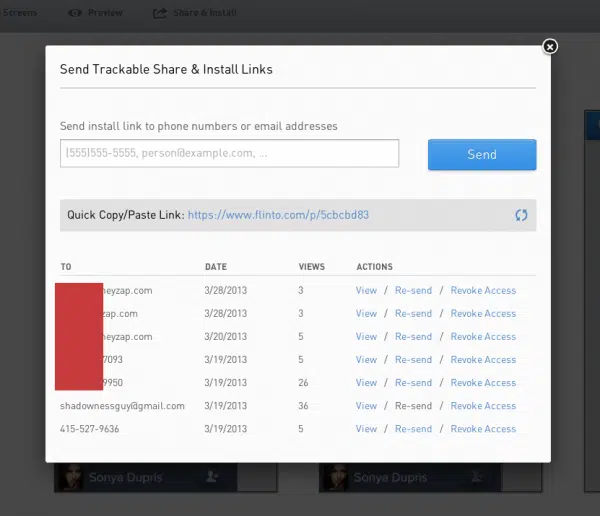 Screens Preview Share & Install
Send Trackable Share & Install Links
Send install link to phone numbers or email addresses
(555)555-5555, person@example.com, ...
Send
Quick Copy/Paste Link: https://www.flinto.com/p/5cbcbd83
TO DATE VIEWS ACTIONS
heyzap.com 3/28/2013 3 View / Re-send / Revoke Access
zap.com 3/28/2013 3 View / Re-send / Revoke Access
heyzap.com 3/20/2013 5 View / Re-send / Revoke Access
7093 3/19/2013 5 View / Re-send / Revoke Access
9950 3/19/2013 26 View / Re-send / Revoke Access
shadownessguy@gmail.com 3/19/2013 36 View / Re-send / Revoke Access
415-527-9636 3/19/2013 5 View / Re-send / Revoke Access
Sonya Dupris Sonya Dupris